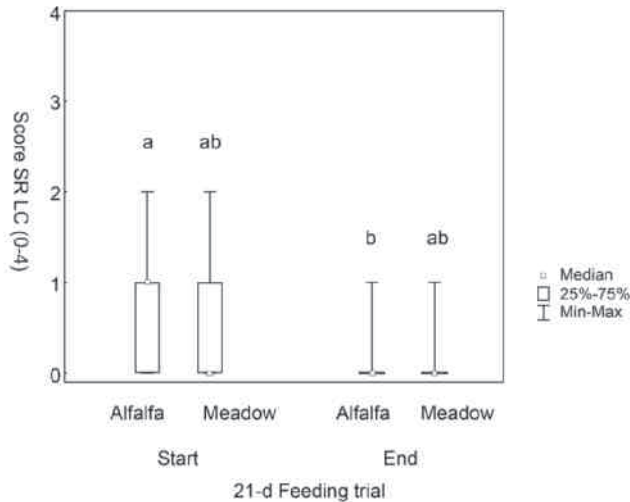 Score SR LC (0-4)
4
3
2
1
0
a
ab
b
ab
Median
25%-75%
Min-Max
Alfalfa
Meadow
Alfalfa
Meadow
Start
End
21-d Feeding trial